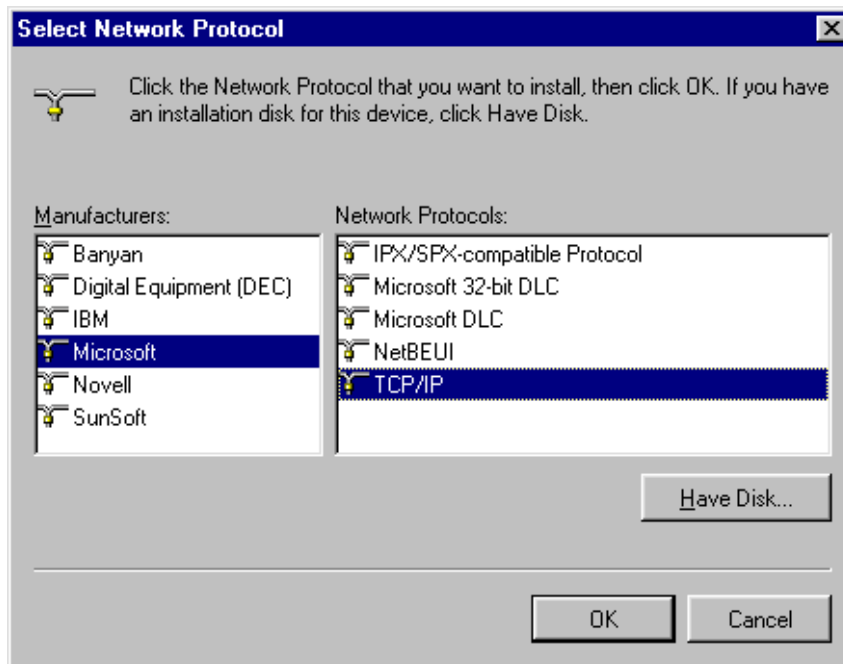 Select Network Protocol
Click the Network Protocol that you want to install, then click OK. If you have
an installation disk for this device, click Have Disk.
Manufacturers:
Banyan
Digital Equipment (DEC)
IBM
Microsoft
Novell
SunSoft
Network Protocols:
IPX/SPX-compatible Protocol
Microsoft 32-bit DLC
Microsoft DLC
NetBEUI
TCP/IP
Have Disk...
OK
Cancel